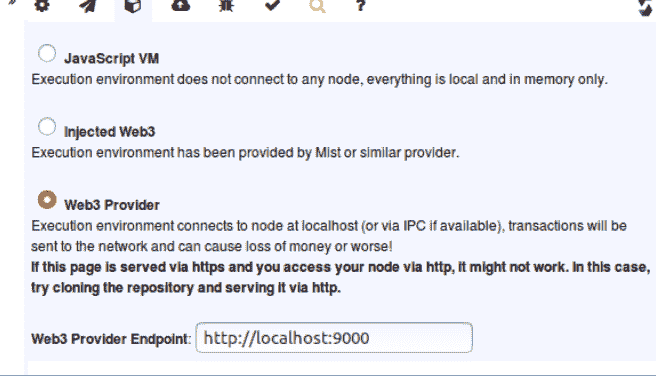 JavaScript VM
Execution environment does not connect to any node, everything is local and in memory only.
Injected Web3
Execution environment has been provided by Mist or similar provider.
Web3 Provider
Execution environment connects to node at localhost (or via IPC if available), transactions will be
sent to the network and can cause loss of money or worse!
If this page is served via https and you access your node via http, it might not work. In this case,
try cloning the repository and serving it via http.
Web3 Provider Endpoint: http://localhost:9000